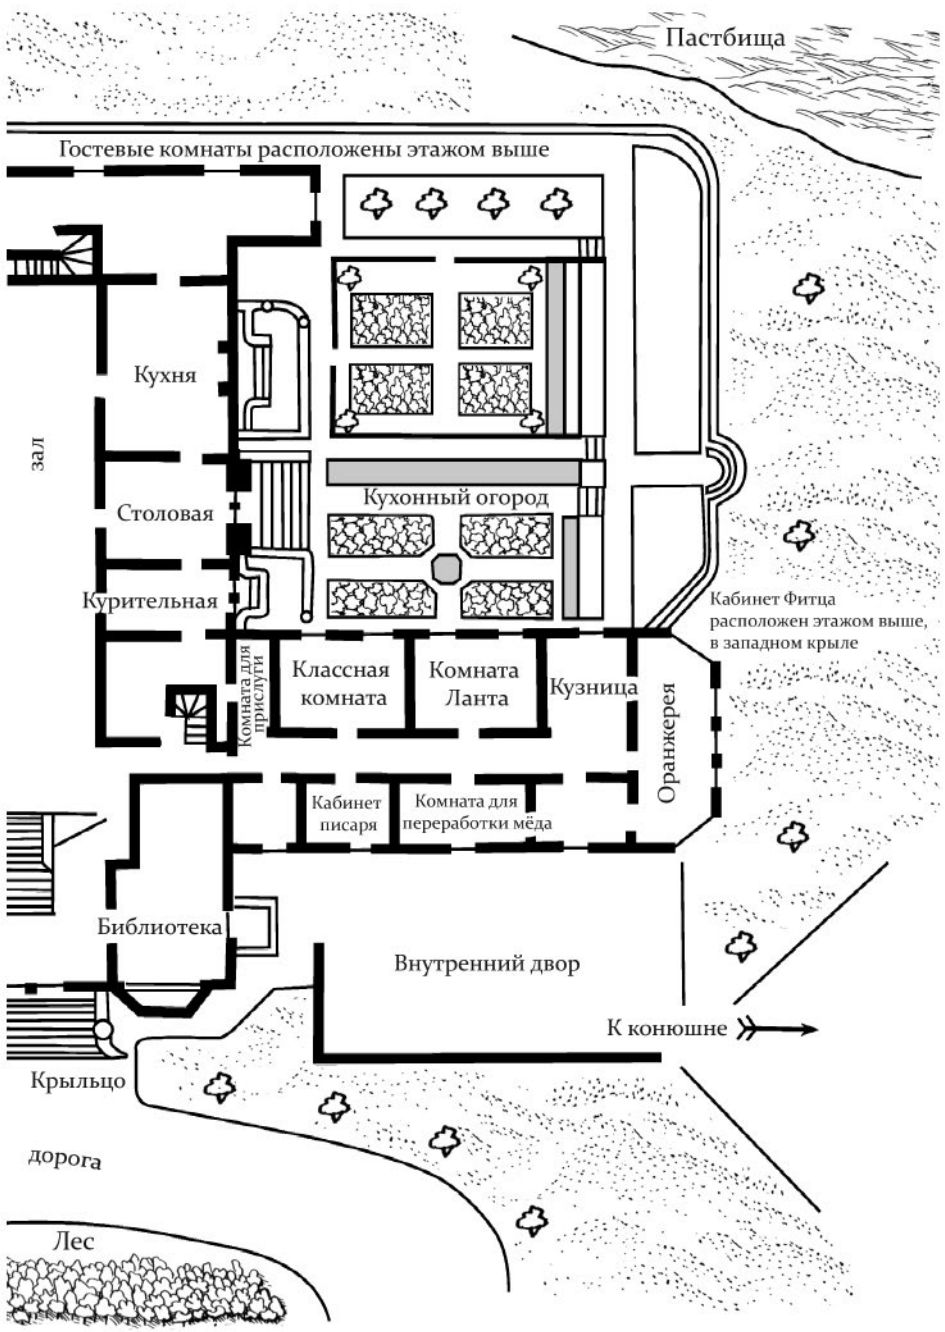 Пастбища
Гостевые комнаты расположены этажом выше
Кухня
зал
Столовая
Кухонный огород
Курительная
Кабинет Фитца
расположен этажом выше,
в западном крыле
Комната для
прислуги
Классная
комната
Комната
Ланта
Кузница
Оранжерея
Кабинет
писаря
Комната для
переработки мёда
Библиотека
Внутренний двор
К конюшне
Крыльцо
дорога
Лес